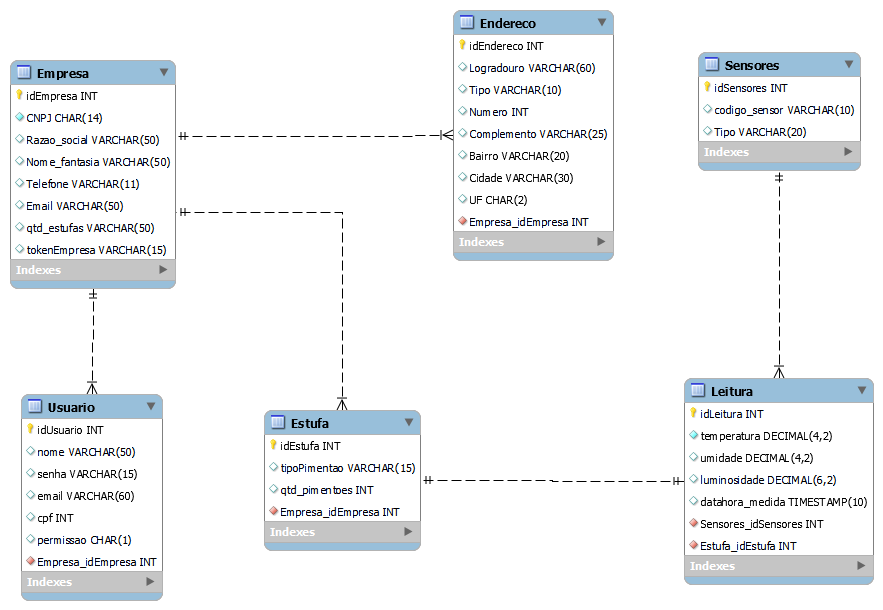 Empresa
idEmpresa INT
CNPJ CHAR(14)
Razao_social VARCHAR(50)
Nome_fantasia VARCHAR(50)
Telefone VARCHAR(11)
Email VARCHAR(50)
qtd_estufas VARCHAR(50)
tokenEmpresa VARCHAR(15)
Indexes
Endereco
idEndereco INT
Logradouro VARCHAR(60)
Tipo VARCHAR(10)
Numero INT
Complemento VARCHAR(25)
Bairro VARCHAR(20)
Cidade VARCHAR(30)
UF CHAR(2)
Empresa_idEmpresa INT
Indexes
Sensores
idSensores INT
codigo_sensor VARCHAR(10)
Tipo VARCHAR(20)
Indexes
Usuario
idUsuario INT
nome VARCHAR(50)
senha VARCHAR(15)
email VARCHAR(60)
cpf INT
permissao CHAR(1)
Empresa_idEmpresa INT
Indexes
Estufa
idEstufa INT
tipoPimentao VARCHAR(15)
qtd_pimentoes INT
Empresa_idEmpresa INT
Indexes
Leitura
idLeitura INT
temperatura DECIMAL(4,2)
umidade DECIMAL(4,2)
luminosidade DECIMAL(6,2)
datahora_medida TIMESTAMP(10)
Sensores_idSensores INT
Estufa_idEstufa INT
Indexes